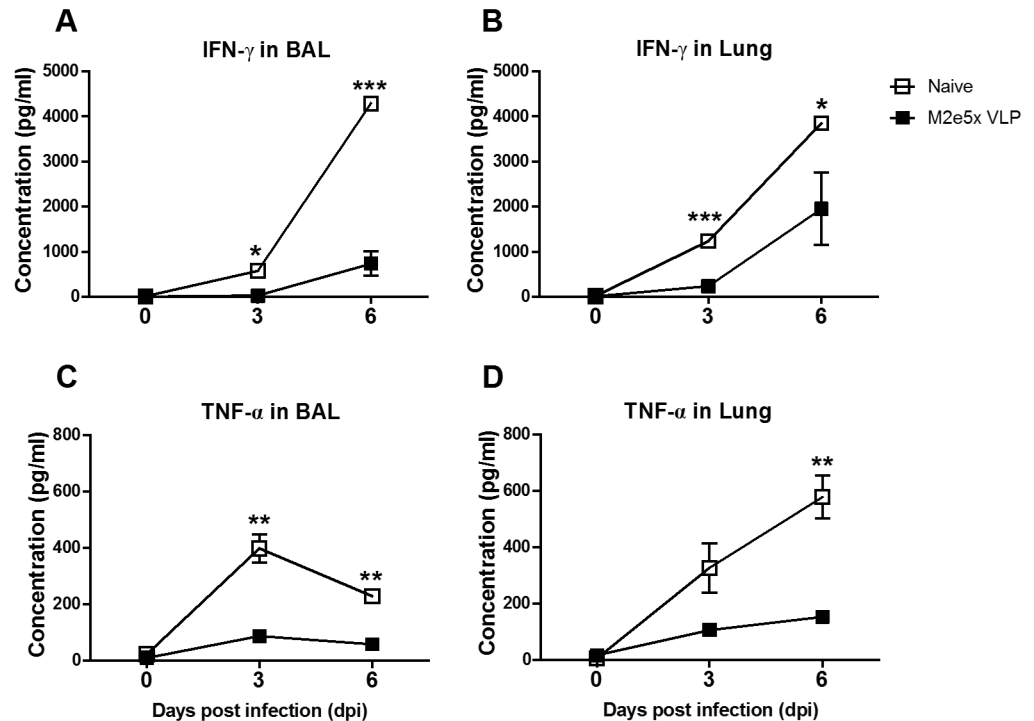 A
IFN-γ in BAL
Concentration (pg/ml)
5000
4000
3000
2000
1000
0
*
***
0 3 6
B
IFN-γ in Lung
Concentration (pg/ml)
5000
4000
3000
2000
1000
0
***
*
0 3 6
Naive
M2e5x VLP
C
TNF-α in BAL
Concentration (pg/ml)
800
600
400
200
0
**
**
0 3 6
Days post infection (dpi)
D
TNF-α in Lung
Concentration (pg/ml)
800
600
400
200
0
**
0 3 6
Days post infection (dpi)